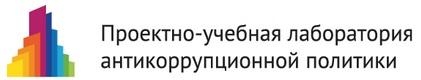 Проектно-учебная лаборатория
антикоррупционной политики